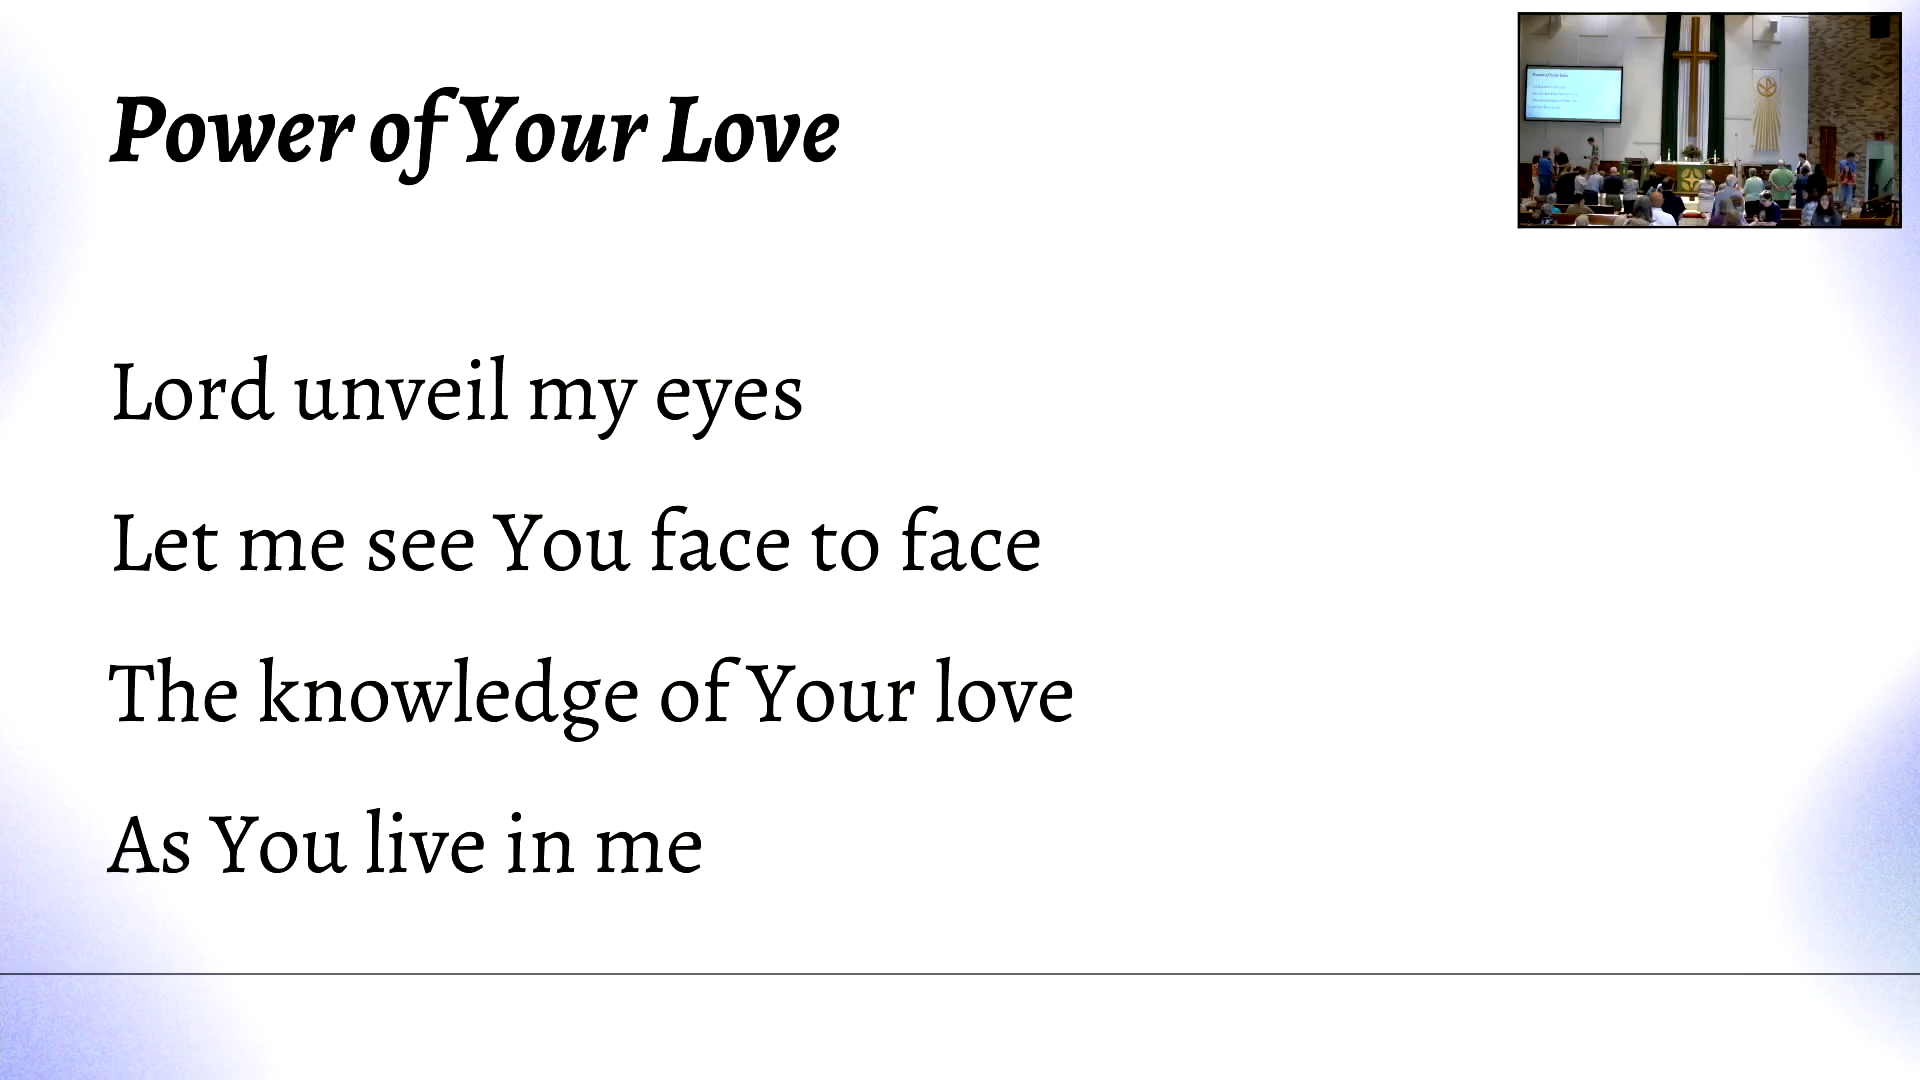 Power of Your Love
Lord unveil my eyes
Let me see You face to face
The knowledge of Your love
As You live in me